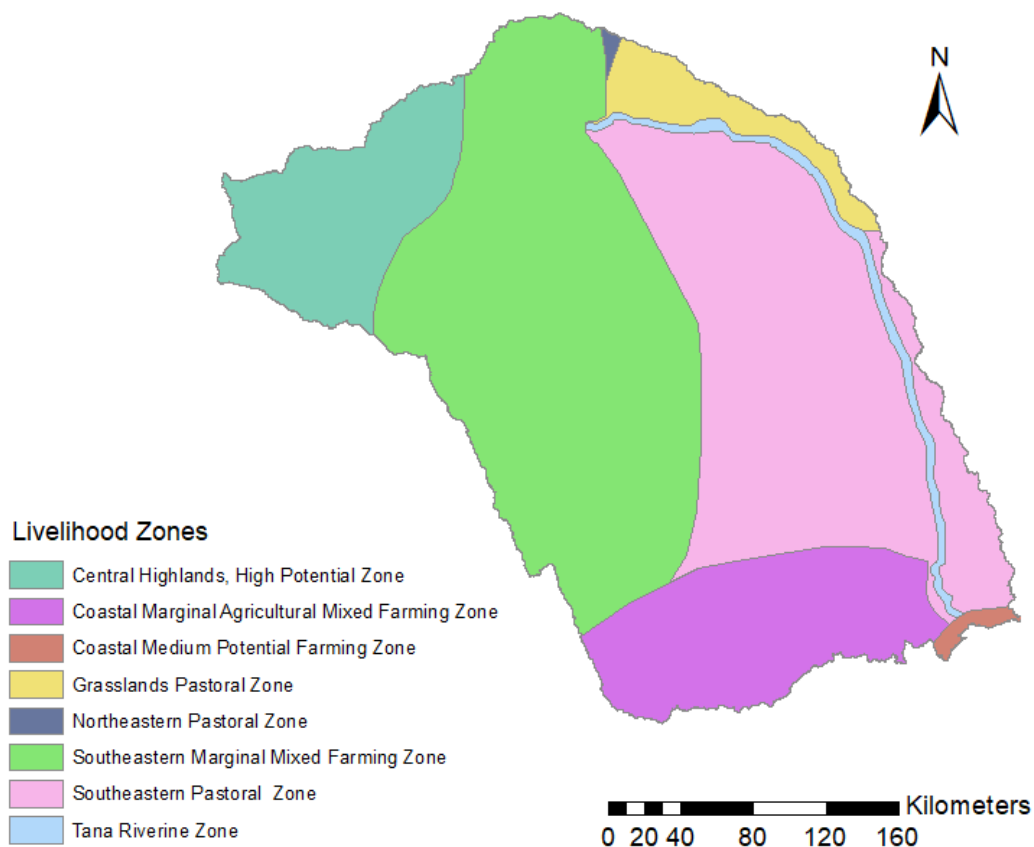 N
Livelihood Zones
Central Highlands, High Potential Zone
Coastal Marginal Agricultural Mixed Farming Zone
Coastal Medium Potential Farming Zone
Grasslands Pastoral Zone
Northeastern Pastoral Zone
Southeastern Marginal Mixed Farming Zone
Southeastern Pastoral Zone
Tana Riverine Zone
Kilometers
0 20 40 80 120 160